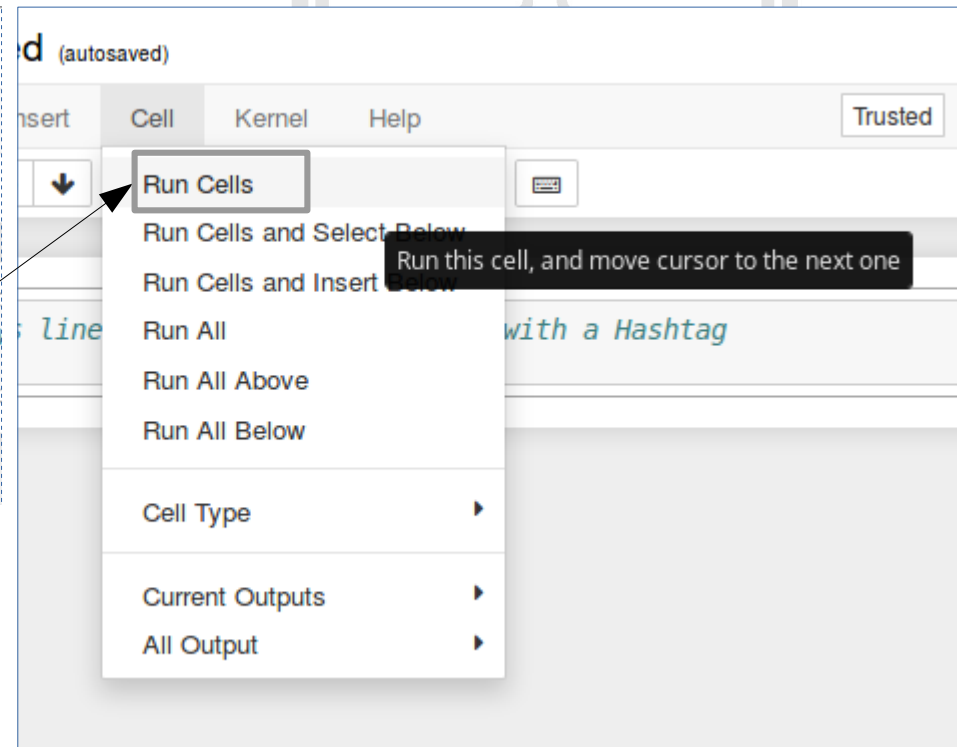 ed (autosaved)
nsert Cell Kernel Help Trusted
Run Cells
Run Cells and Select Below
Run this cell, and move cursor to the next one
Run Cells and Insert Below
s line with a Hashtag
Run All
Run All Above
Run All Below
Cell Type
Current Outputs
All Output